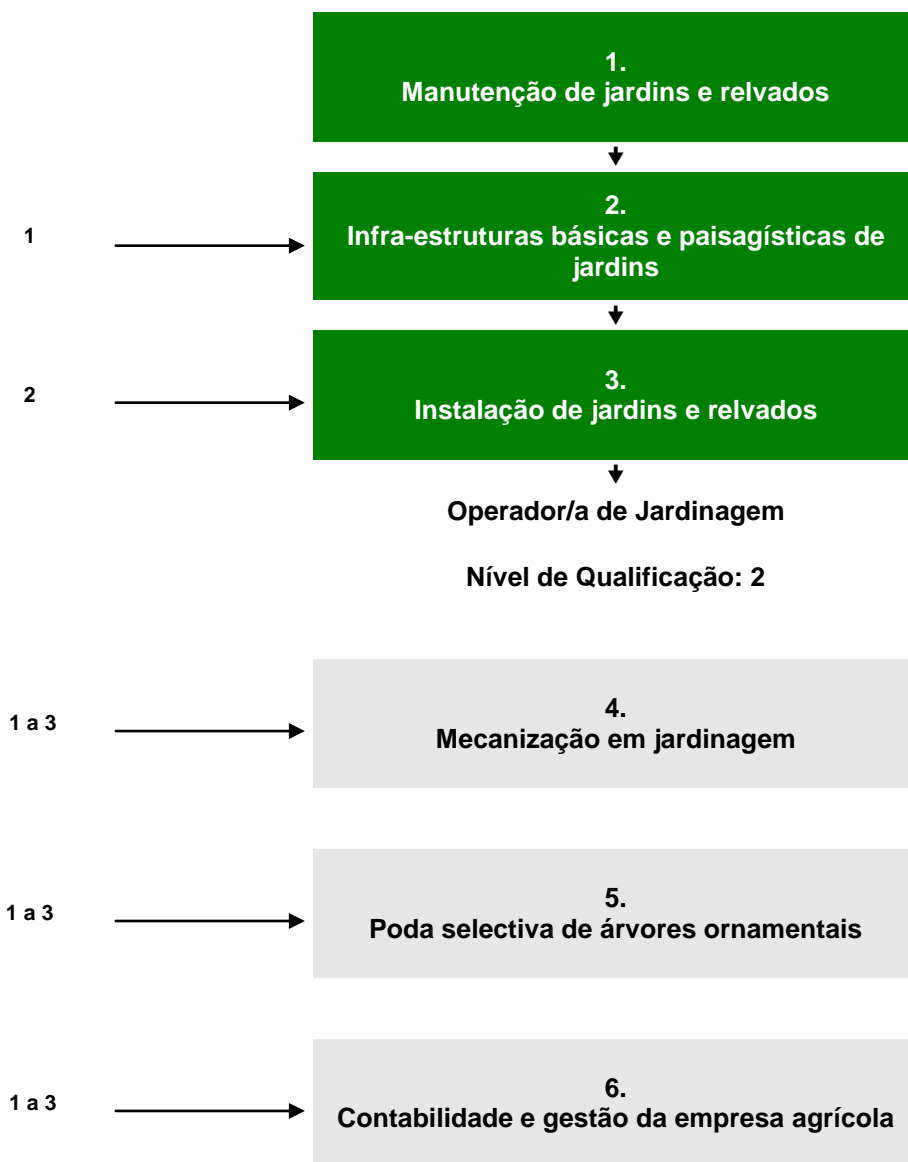 1.
Manutenção de jardins e relvados
1
2.
Infra-estruturas básicas e paisagísticas de
jardins
2
3.
Instalação de jardins e relvados
Operador/a de Jardinagem
Nível de Qualificação: 2
1 a 3
4.
Mecanização em jardinagem
1 a 3
5.
Poda selectiva de árvores ornamentais
1 a 3
6.
Contabilidade e gestão da empresa agrícola